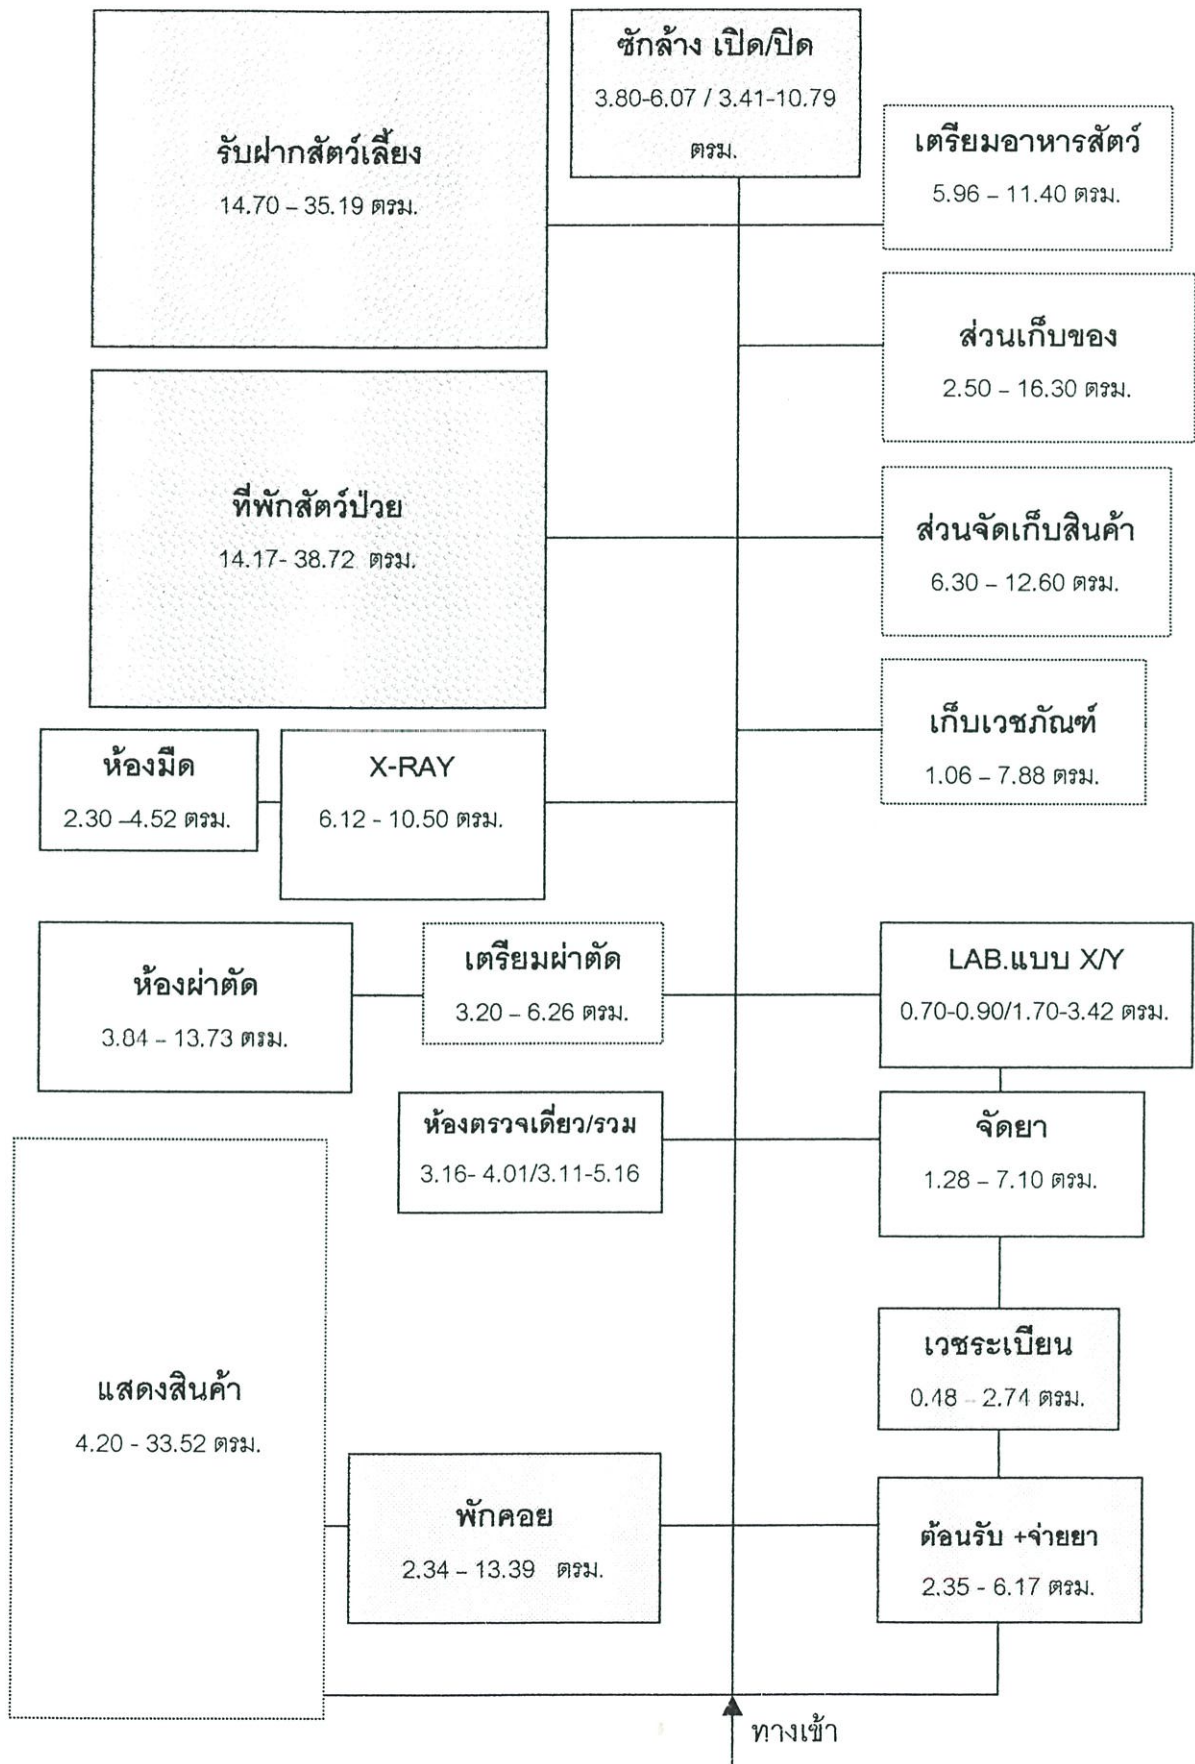 ซักล้าง เปิด/ปิด
3.80-6.07 / 3.41-10.79
ตรม.
รับฝากสัตว์เลี้ยง
14.70 – 35.19 ตรม.
เตรียมอาหารสัตว์
5.96 – 11.40 ตรม.
ส่วนเก็บของ
2.50 – 16.30 ตรม.
ที่พักสัตว์ป่วย
14.17- 38.72 ตรม.
ส่วนจัดเก็บสินค้า
6.30 – 12.60 ตรม.
เก็บเวชภัณฑ์
1.06 – 7.88 ตรม.
ห้องมืด
2.30 –4.52 ตรม.
X-RAY
6.12 - 10.50 ตรม.
ห้องผ่าตัด
3.84 – 13.73 ตรม.
เตรียมผ่าตัด
3.20 – 6.26 ตรม.
LAB.แบบ X/Y
0.70-0.90/1.70-3.42 ตรม.
ห้องตรวจเดี่ยว/รวม
3.16- 4.01/3.11-5.16
จัดยา
1.28 – 7.10 ตรม.
เวชระเบียน
0.48 – 2.74 ตรม.
แสดงสินค้า
4.20 - 33.52 ตรม.
พักคอย
2.34 – 13.39 ตรม.
ต้อนรับ +จ่ายยา
2.35 - 6.17 ตรม.
ทางเข้า